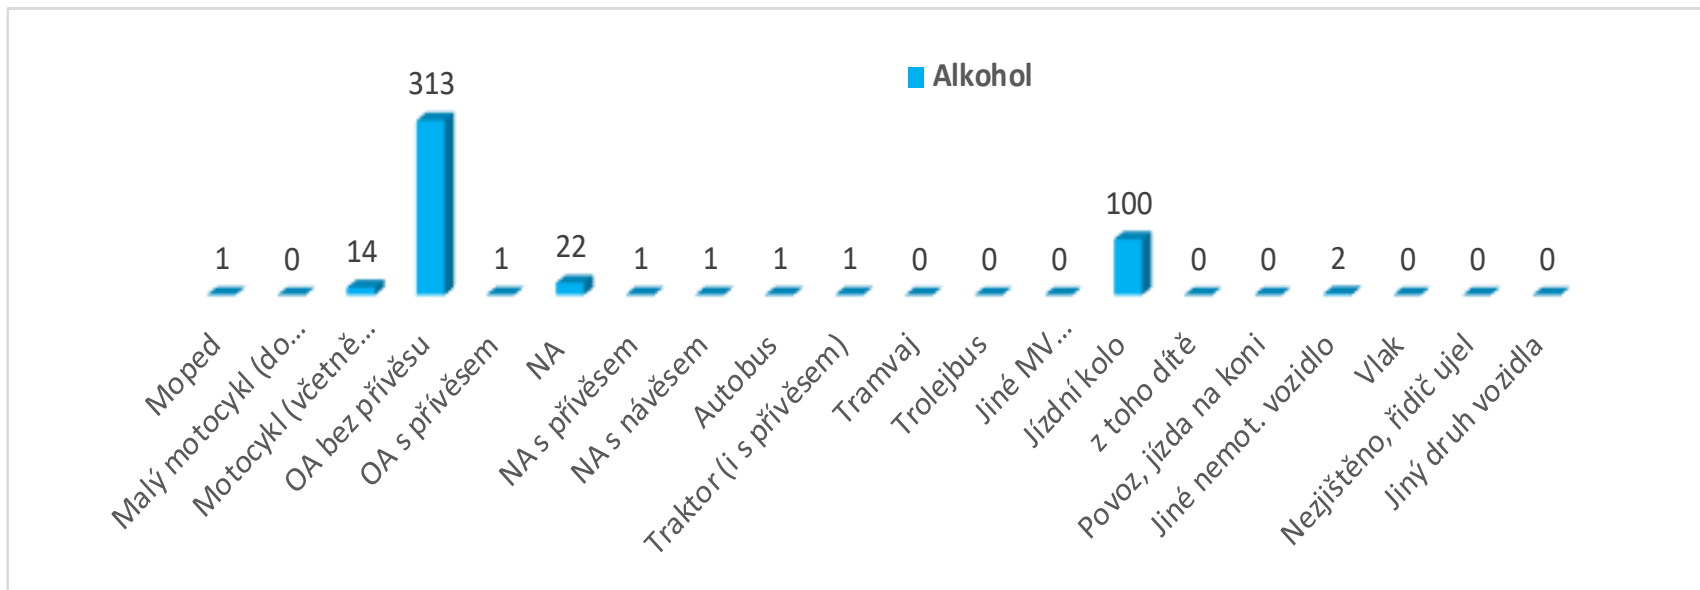 Alkohol
313
100
1
0
14
1
22
1
1
1
1
0
0
0
0
0
2
0
0
0
Moped
Malý motocykl (do...
Motocykl (včetně...
OA bez přívěsu
OA s přívěsem
NA
NA s přívěsem
NA s návěsem
Autobus
Traktor (i s přívěsem)
Tramvaj
Trolejbus
Jiné MV...
Jízdní kolo
z toho dítě
Povoz, jízda na koni
Jiné nemot. vozidlo
Vlak
Nezjištěno, řidič ujel
Jiný druh vozidla